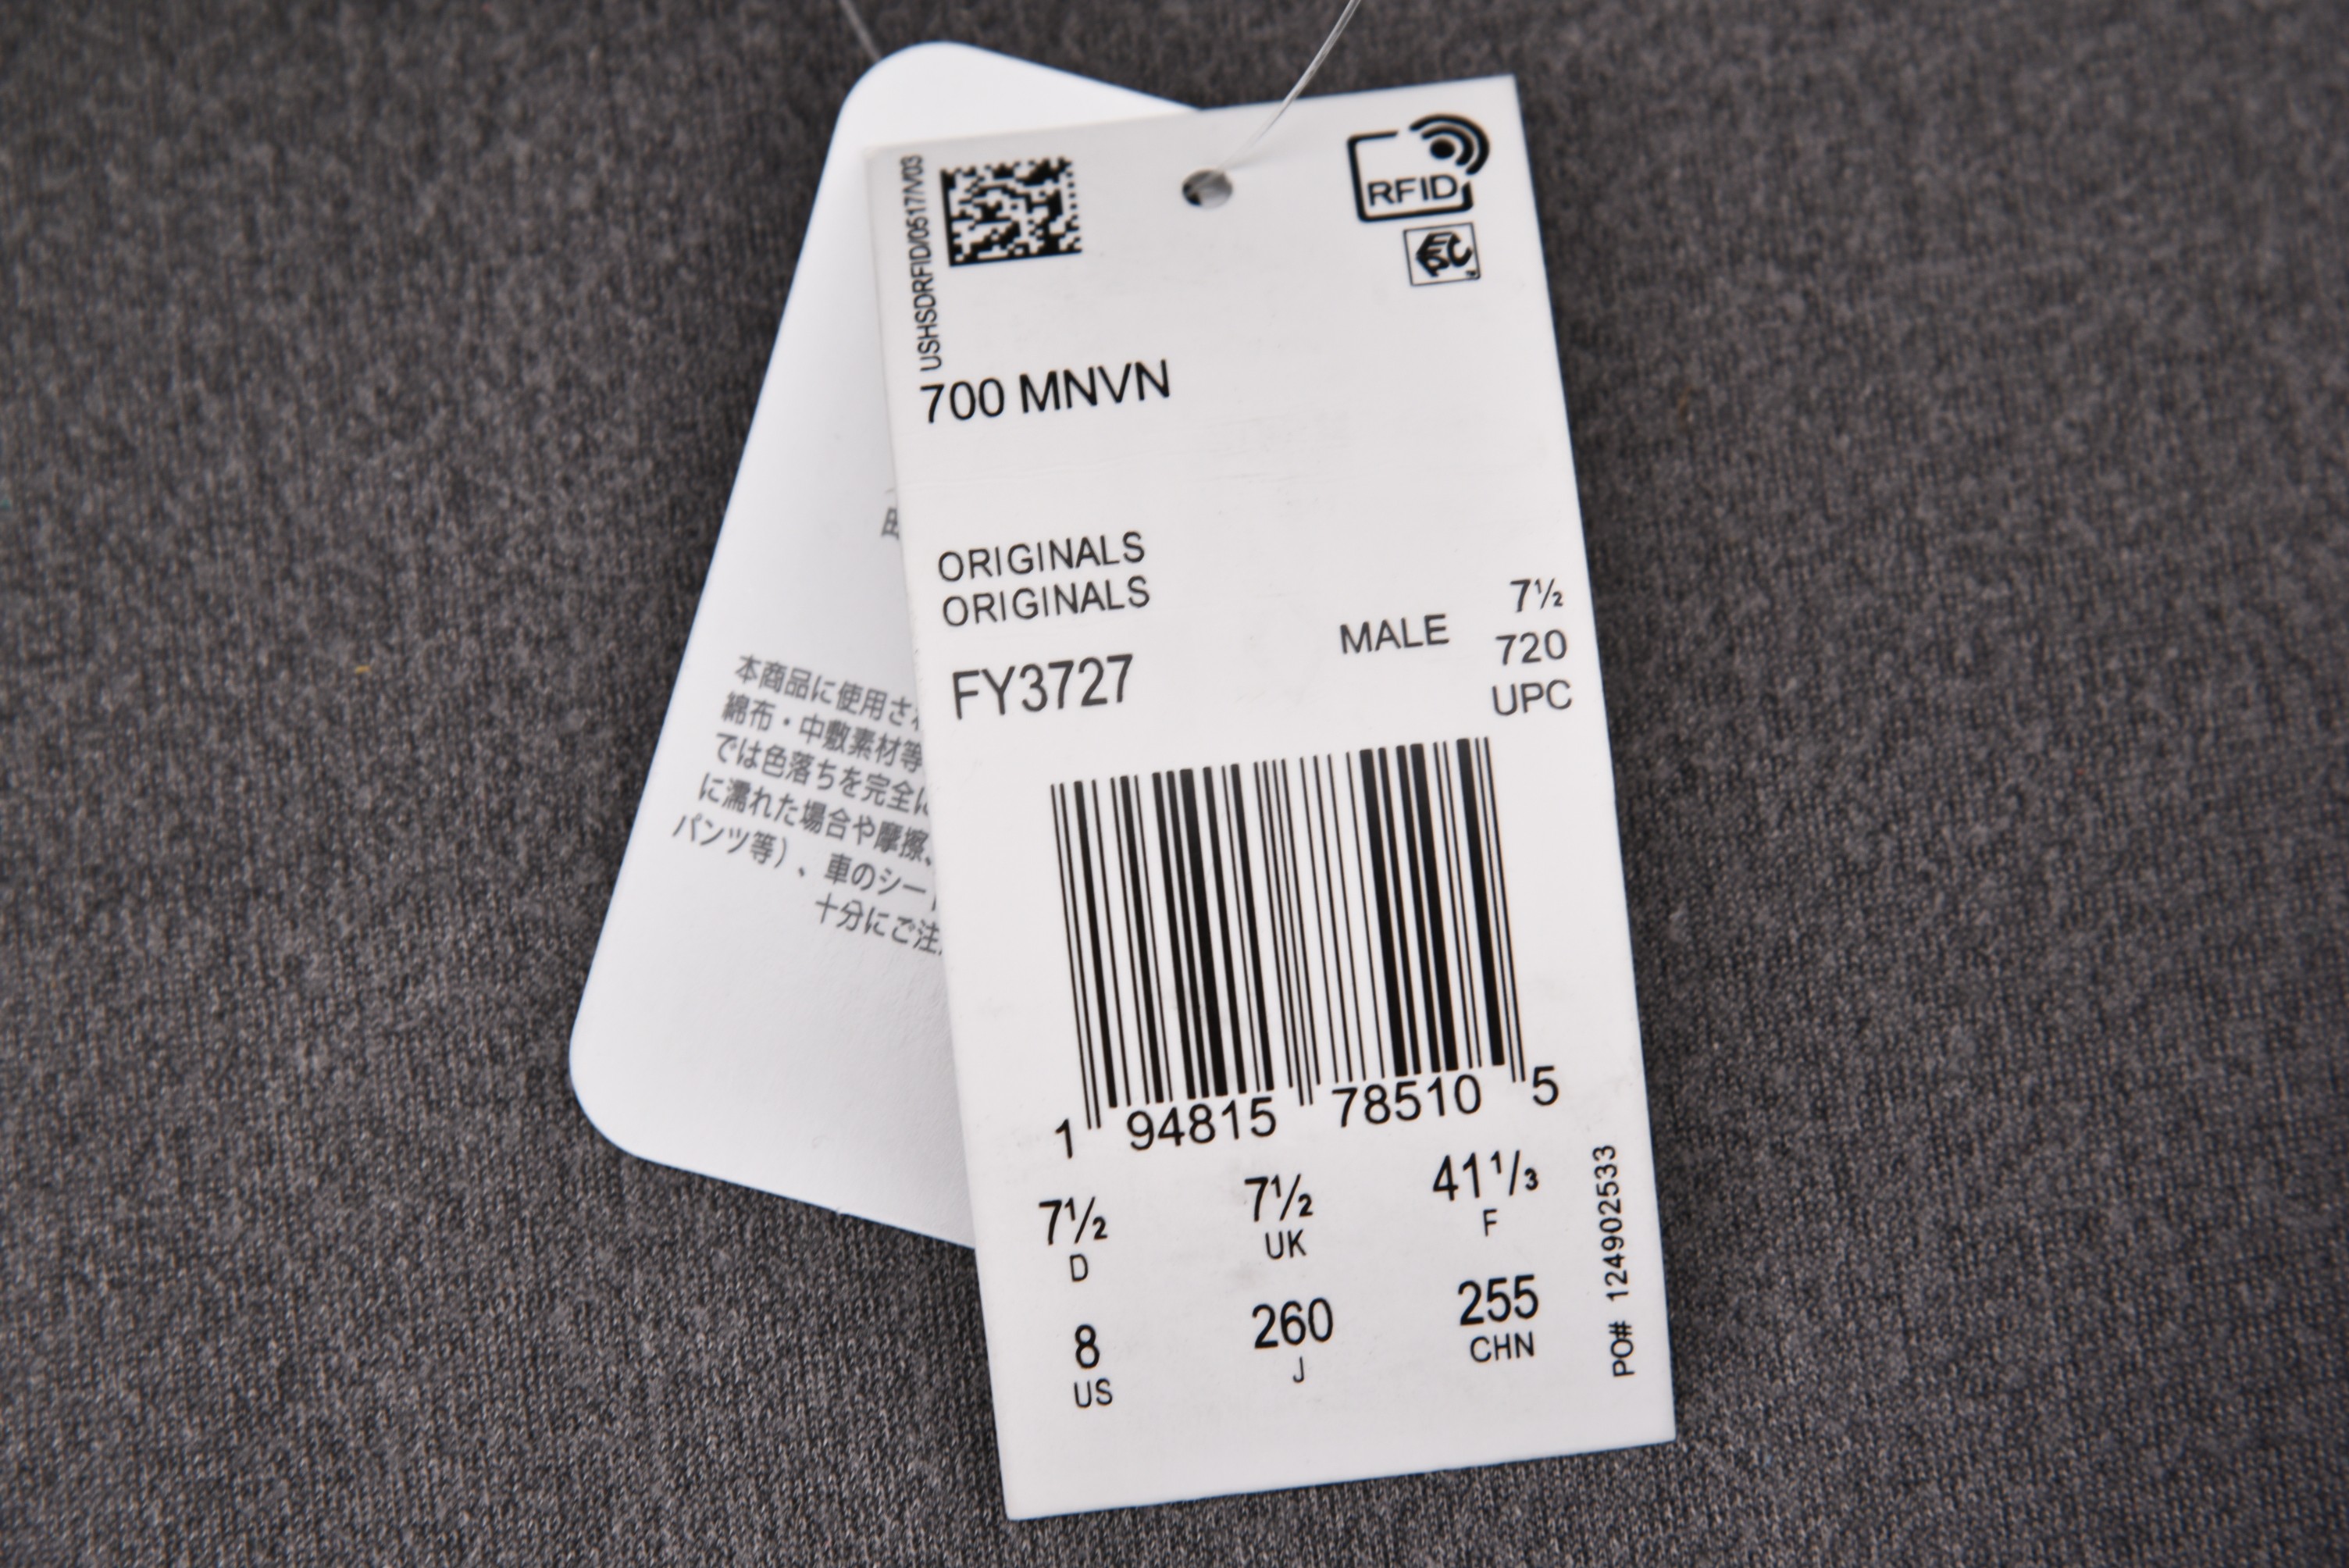 USHSDRFID/0517/V03
RFID
700 MNVN
ORIGINALS
ORIGINALS
FY3727
MALE
7½
720
UPC
1 94815 78510 5
7½ 7½ 41⅓
D UK F
8 260 255
US J CHN
PO# 1249902533
本商品に使用さ
綿布・中敷素材等
では色落ちを完全に
に濡れた場合や摩擦、
パンツ等）、車のシー
十分にご注